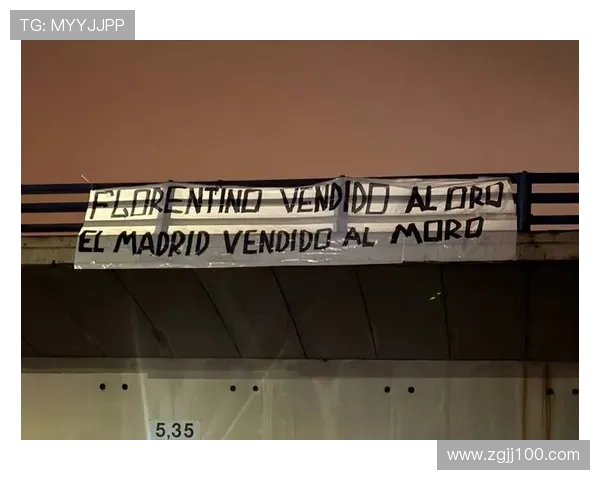 TG: MYYJJPP
FLORENTINO VENDIDO AL ORO
EL MADRID VENDIDO AL MORO
5,35
www.zgjj100.com